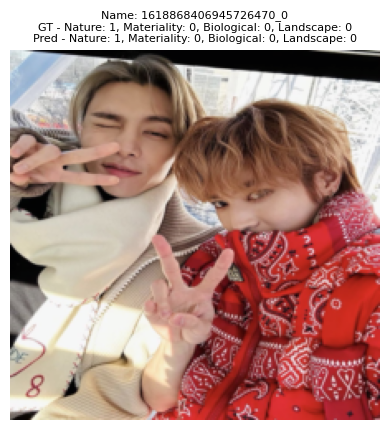 Name: 1618868406945726470_0
GT - Nature: 1, Materiality: 0, Biological: 0, Landscape: 0
Pred - Nature: 1, Materiality: 0, Biological: 0, Landscape: 0
8